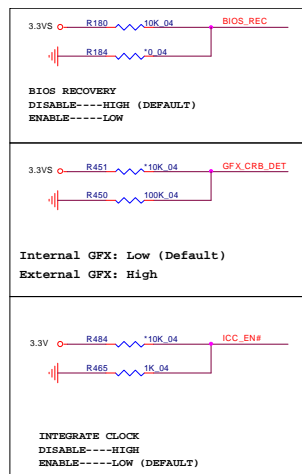 3.3VS R180 10K_04 BIOS_REC
R184 *0_04
BIOS RECOVERY
DISABLE----HIGH (DEFAULT)
ENABLE-----LOW
3.3VS R451 *10K_04 GFX_CRB_DET
R450 100K_04
Internal GFX: Low (Default)
External GFX: High
3.3V R484 *10K_04 ICC_EN#
R465 1K_04
INTEGRATE CLOCK
DISABLE----HIGH
ENABLE-----LOW (DEFAULT)